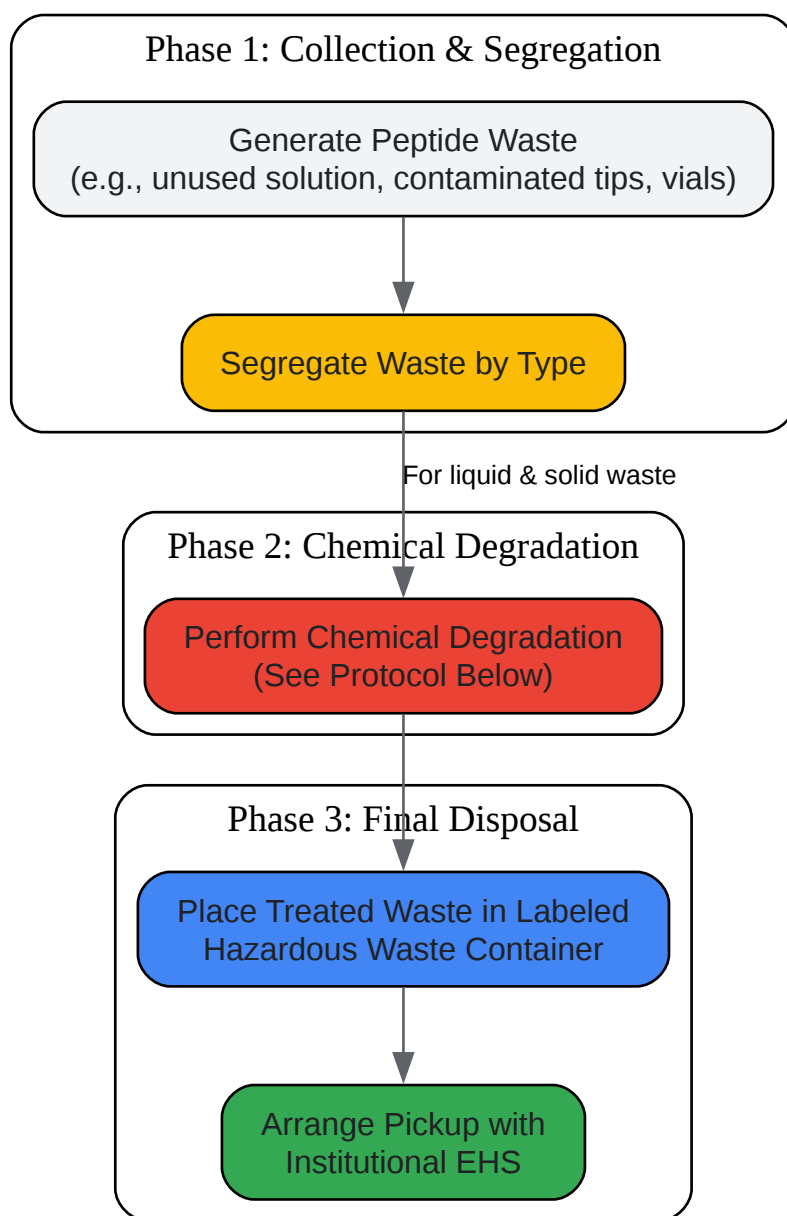 Phase 1: Collection & Segregation
Generate Peptide Waste
(e.g., unused solution, contaminated tips, vials)
Segregate Waste by Type
For liquid & solid waste
Phase 2: Chemical Degradation
Perform Chemical Degradation
(See Protocol Below)
Phase 3: Final Disposal
Place Treated Waste in Labeled
Hazardous Waste Container
Arrange Pickup with
Institutional EHS